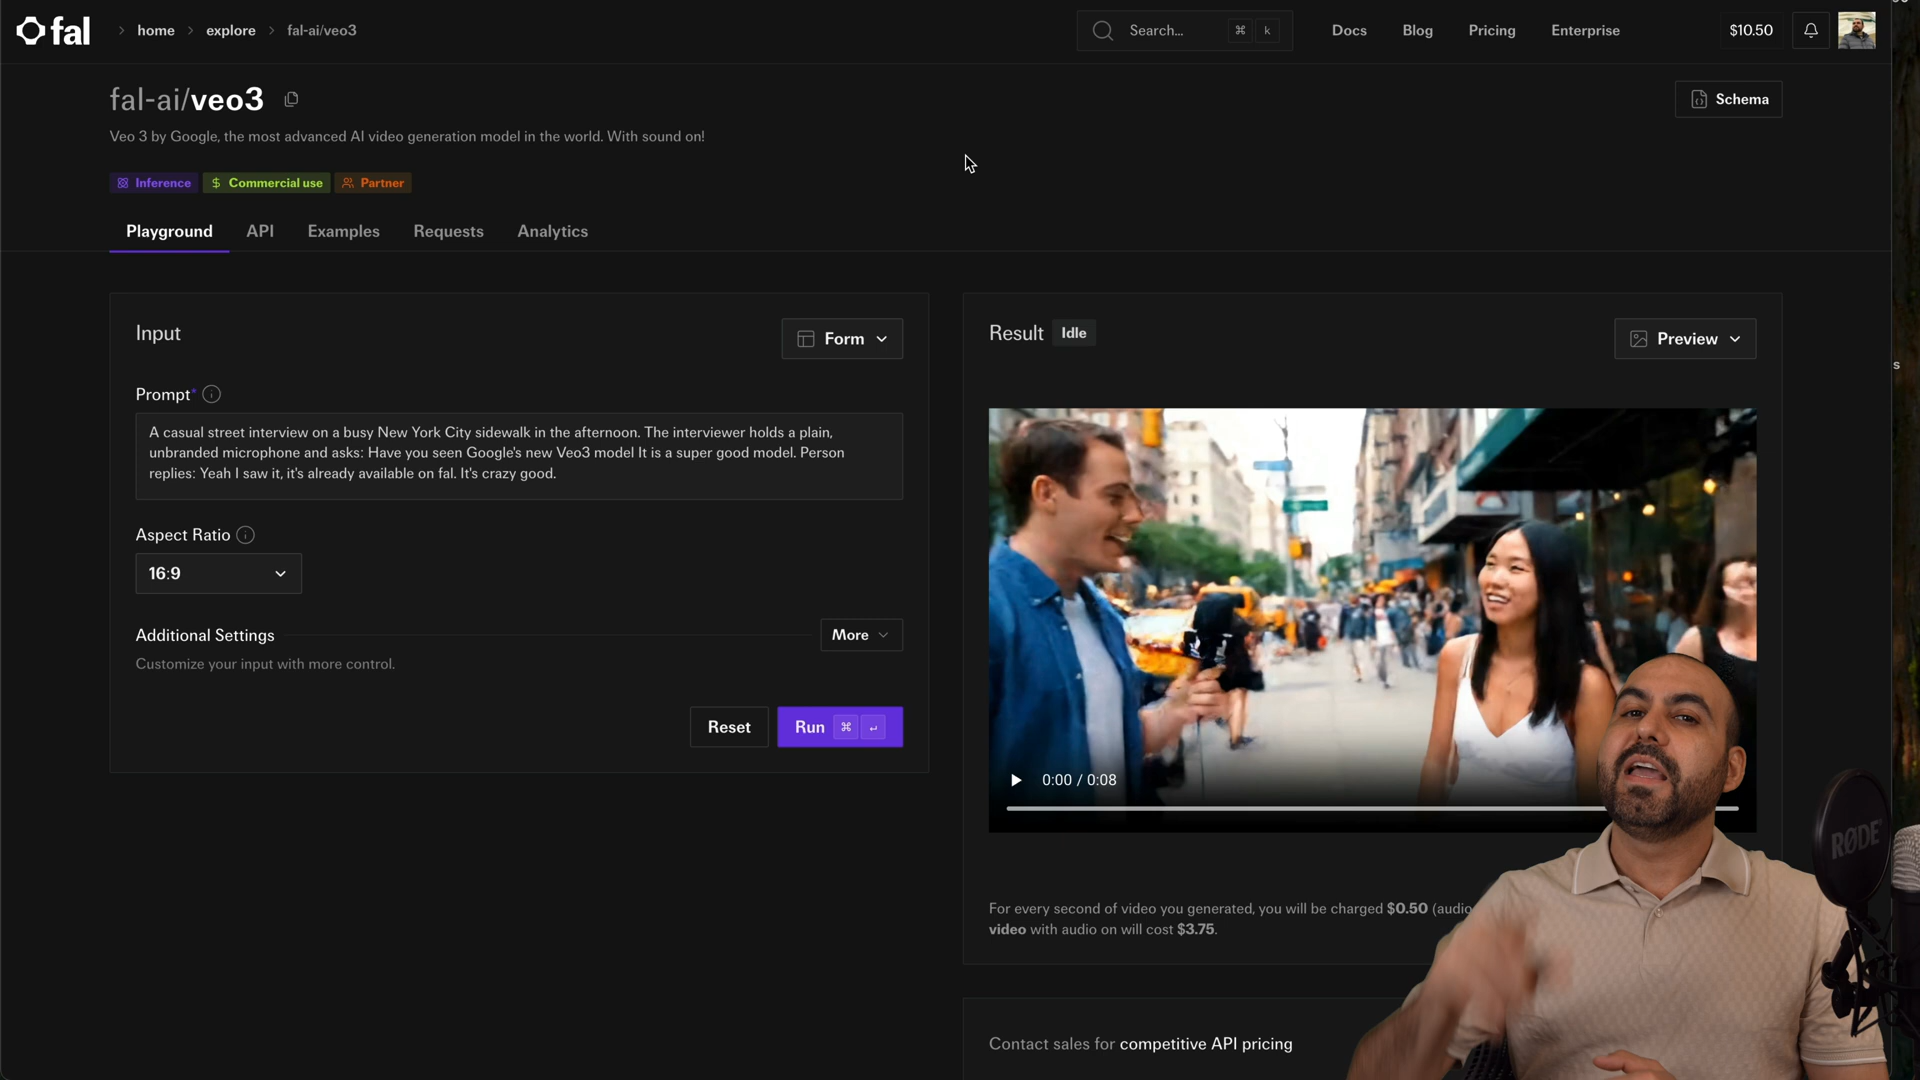 fal
home
explore
fal-ai/veo3
Search...
⌘
k
Docs
Blog
Pricing
Enterprise
$10.50
fal-ai/veo3
Schema
Veo 3 by Google, the most advanced AI video generation model in the world. With sound on!
Inference
Commercial use
Partner
Playground
API
Examples
Requests
Analytics
Input
Form
Prompt*
A casual street interview on a busy New York City sidewalk in the afternoon. The interviewer holds a plain,
unbranded microphone and asks: Have you seen Google's new Veo3 model It is a super good model. Person
replies: Yeah I saw it, it's already available on fal. It's crazy good.
Aspect Ratio
16:9
Additional Settings
More
Customize your input with more control.
Reset
Run ⌘ ↵
Result
Idle
Preview
0:00 / 0:08
For every second of video you generated, you will be charged $0.50 (audio
video with audio on will cost $3.75.
Contact sales for competitive API pricing
RØDE
s